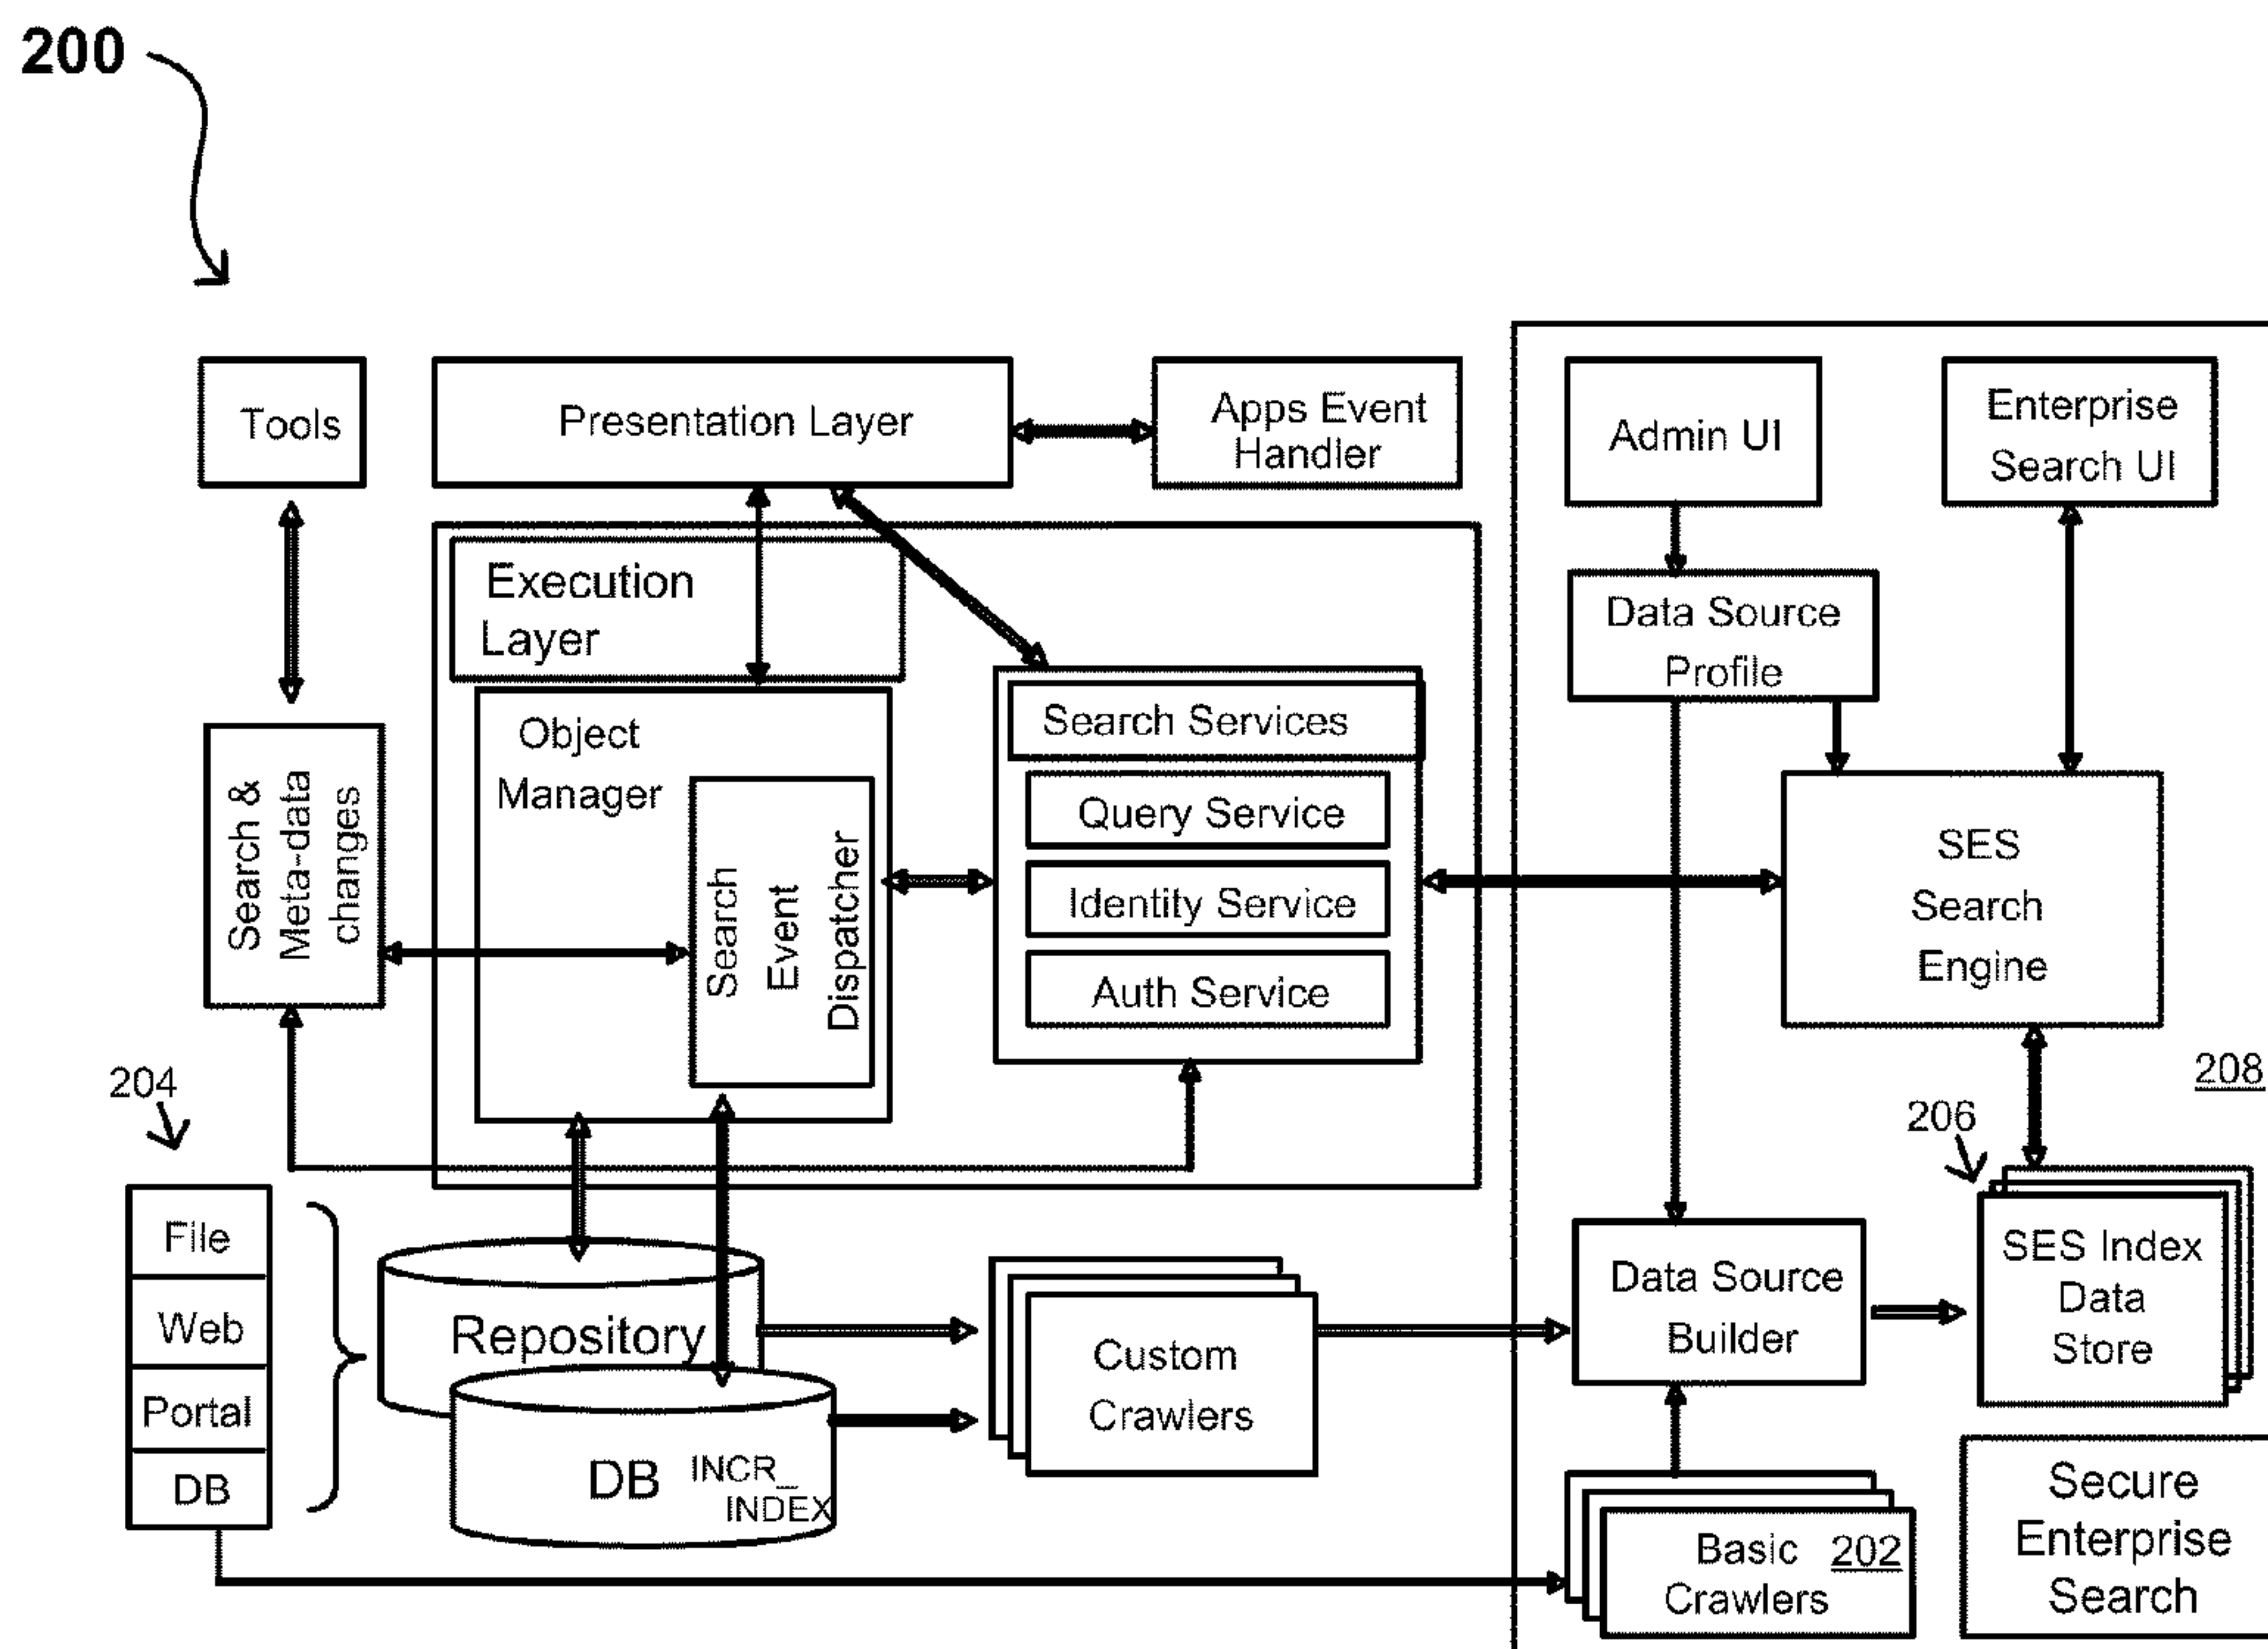 200
Tools
Presentation Layer
Apps Event
Handler
Admin UI
Enterprise
Search UI
Execution
Layer
Data Source
Profile
Object
Manager
Search Services
Search &
Meta-data
changes
Search
Event
Dispatcher
Query Service
Identity Service
Auth Service
SES
Search
Engine
204
208
206
File
Web
Portal
DB
Repository
DB
INCR_
INDEX
Custom
Crawlers
Data Source
Builder
SES Index
Data
Store
Basic 202
Crawlers
Secure
Enterprise
Search